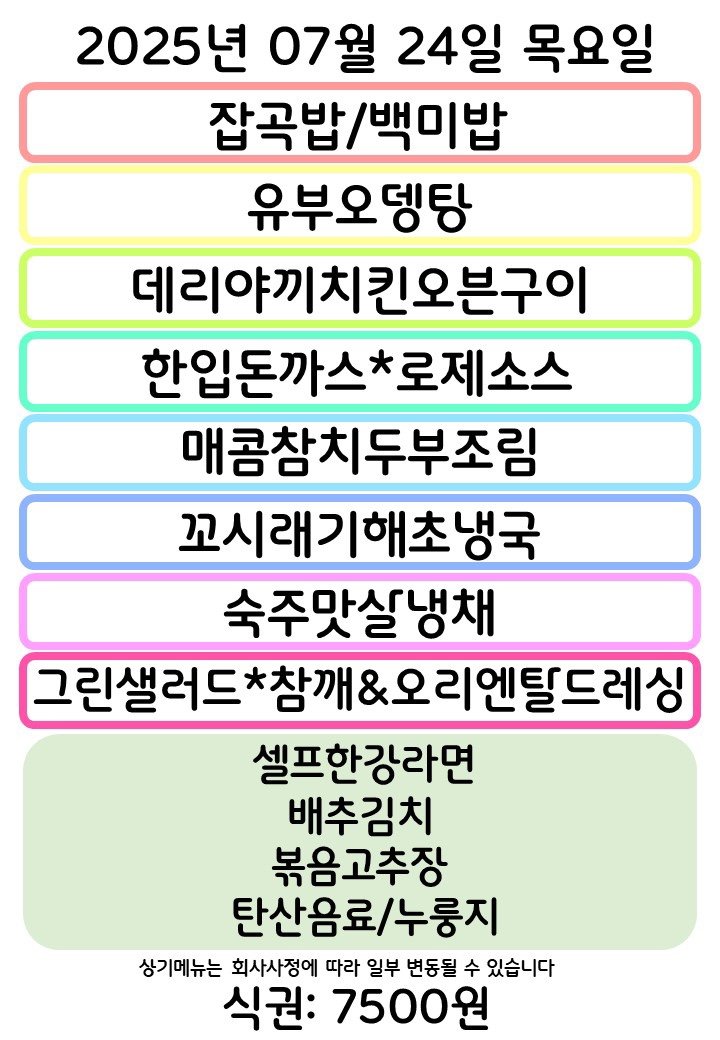 2025년 07월 24일 목요일
잡곡밥/백미밥
유부오뎅탕
데리야끼치킨오븐구이
한입돈까스*로제소스
매콤참치두부조림
꼬시래기해초냉국
숙주맛살냉채
그린샐러드*참깨&오리엔탈드레싱
셀프한강라면
배추김치
볶음고추장
탄산음료/누룽지
상기메뉴는 회사사정에 따라 일부 변동될 수 있습니다
식권: 7500원